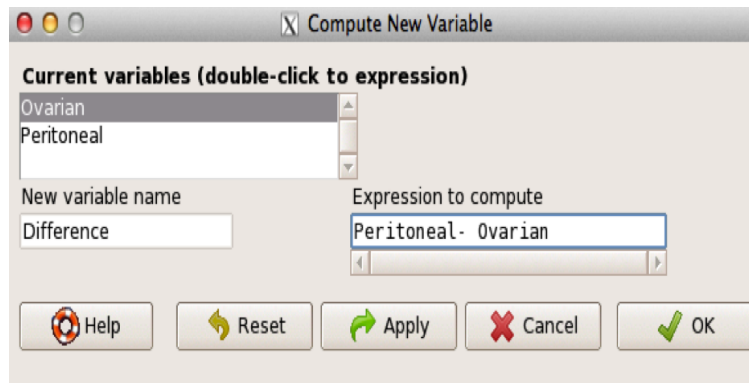 X Compute New Variable
Current variables (double-click to expression)
Ovarian
Peritoneal
New variable name Expression to compute
Difference Peritoneal- Ovarian
Help Reset Apply Cancel OK